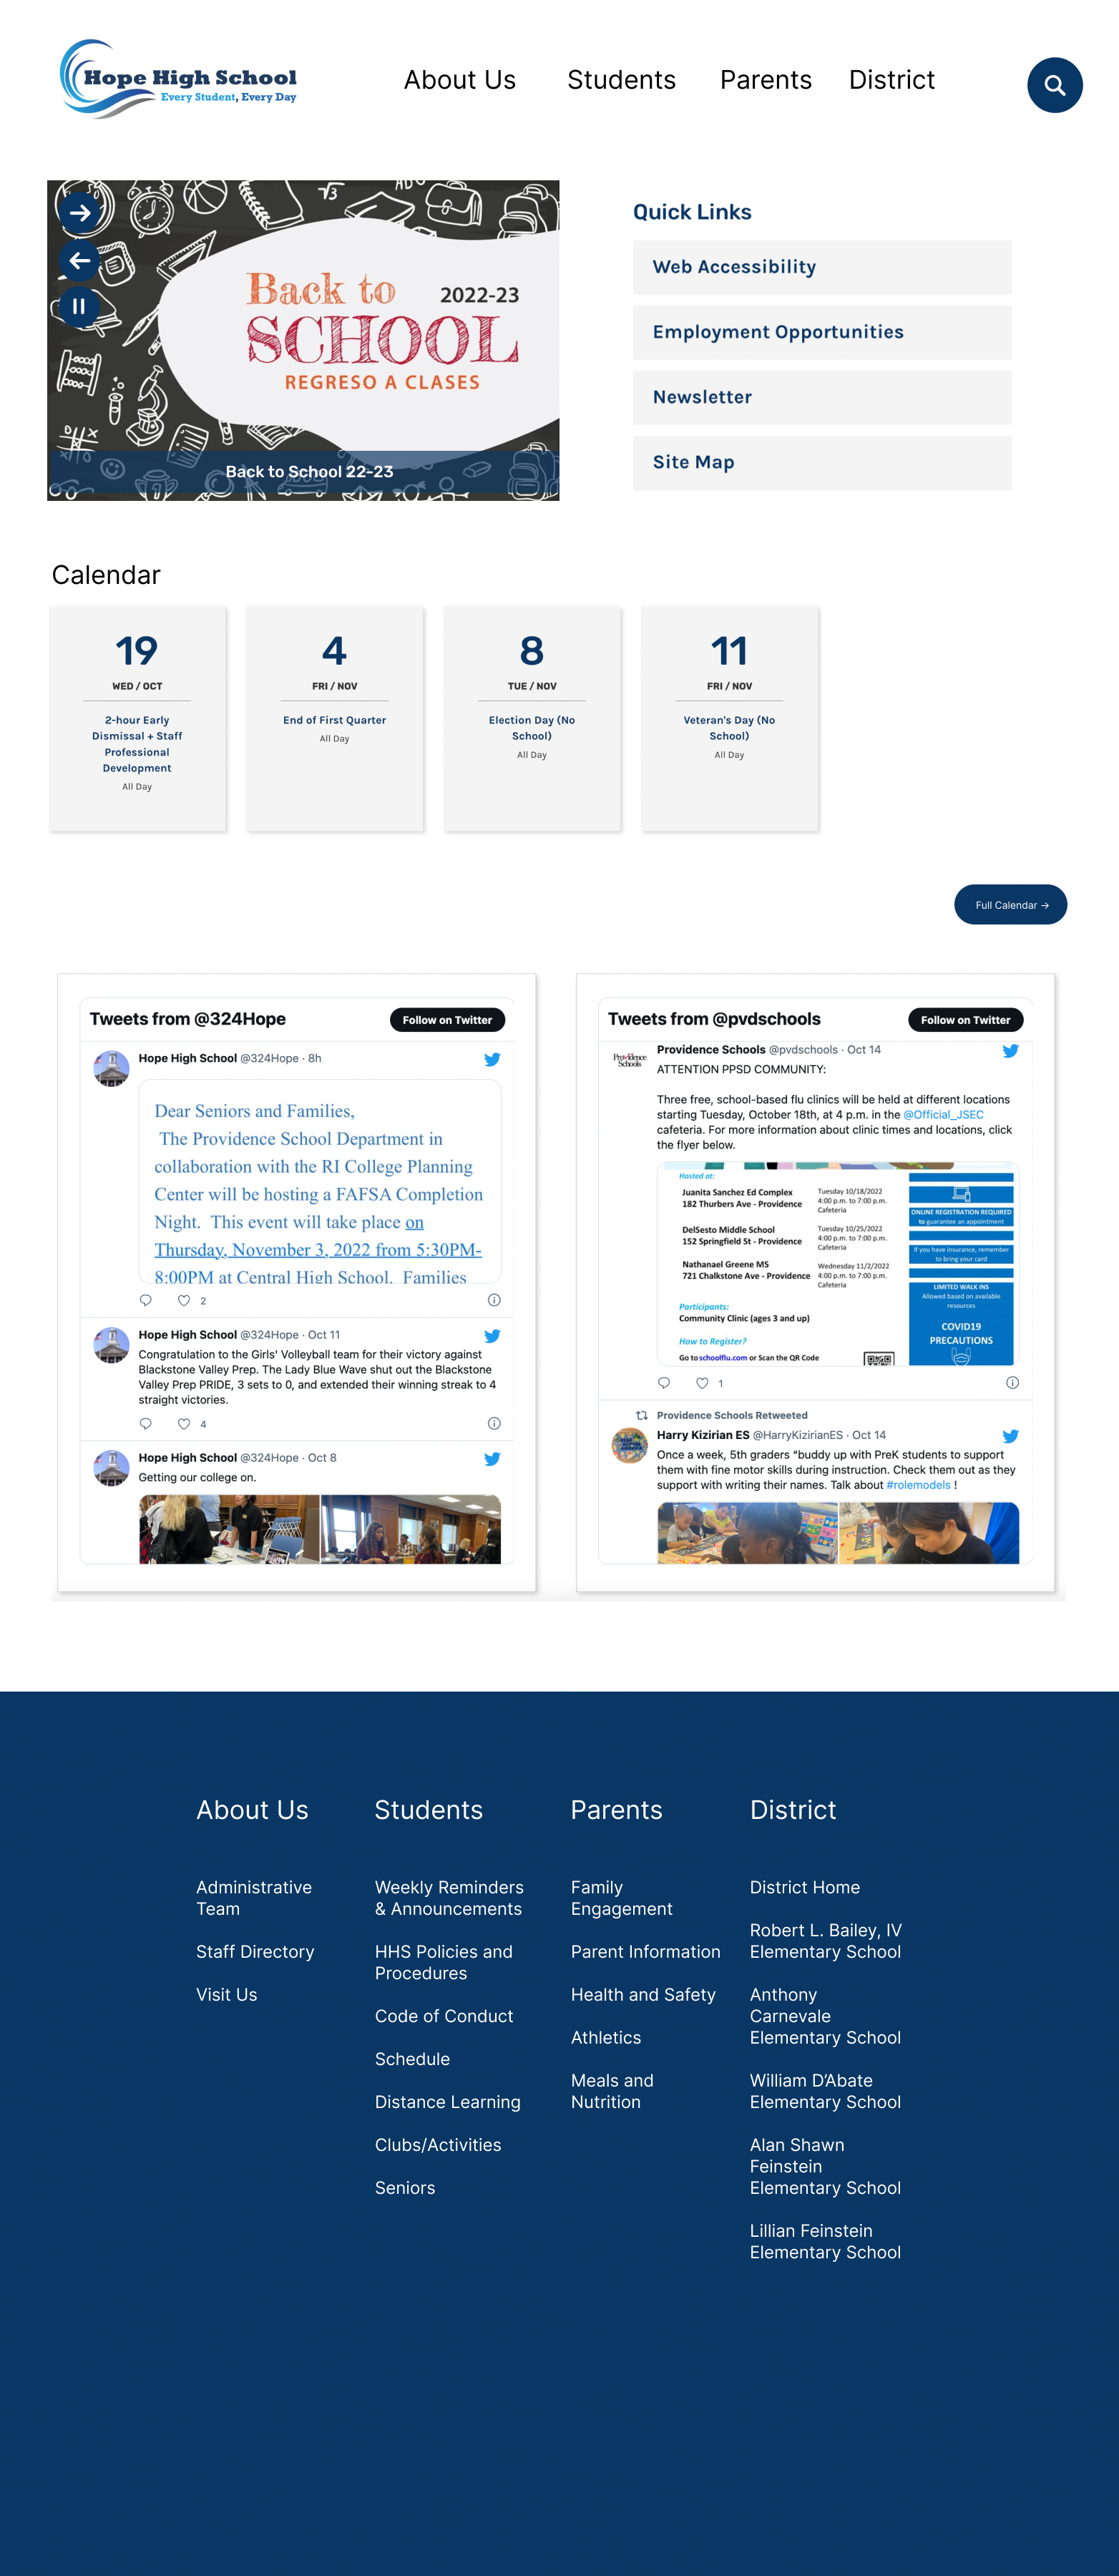 Hope High School
Every Student, Every Day
About Us
Students
Parents
District
√3
Back to
2022-23
SCHOOL
REGRESO A CLASES
Back to School 22-23
Quick Links
Web Accessibility
Employment Opportunities
Newsletter
Site Map
Calendar
19
WED / OCT
2-hour Early
Dismissal + Staff
Professional
Development
All Day
4
FRI / NOV
End of First Quarter
All Day
8
TUE / NOV
Election Day (No
School)
All Day
11
FRI / NOV
Veteran's Day (No
School)
All Day
Full Calendar →
Tweets from @324Hope
Follow on Twitter
Hope High School @324Hope · 8h
Dear Seniors and Families,
The Providence School Department in
collaboration with the RI College Planning
Center will be hosting a FAFSA Completion
Night. This event will take place on
Thursday, November 3, 2022 from 5:30PM-
8:00PM at Central High School. Families
2
Hope High School @324Hope · Oct 11
Congratulation to the Girls' Volleyball team for their victory against
Blackstone Valley Prep. The Lady Blue Wave shut out the Blackstone
Valley Prep PRIDE, 3 sets to 0, and extended their winning streak to 4
straight victories.
4
Hope High School @324Hope · Oct 8
Getting our college on.
Tweets from @pvdschools
Follow on Twitter
Providence
Schools
Providence Schools @pvdschools · Oct 14
ATTENTION PPSD COMMUNITY:
Three free, school-based flu clinics will be held at different locations
starting Tuesday, October 18th, at 4 p.m. in the @Official_JSEC
cafeteria. For more information about clinic times and locations, click
the flyer below.
Hosted at:
Juanita Sanchez Ed Complex
182 Thurbers Ave - Providence
Tuesday 10/18/2022
4:00 p.m. to 7:00 p.m.
Cafeteria
DelSesto Middle School
152 Springfield St - Providence
Tuesday 10/25/2022
4:00 p.m. to 7:00 p.m.
Cafeteria
Nathanael Greene MS
721 Chalkstone Ave - Providence
Wednesday 11/2/2022
4:00 p.m. to 7:00 p.m.
Cafeteria
Participants:
Community Clinic (ages 3 and up)
How to Register?
Go to schoolflu.com or Scan the QR Code
ONLINE REGISTRATION REQUIRED
to guarantee an appointment
If you have insurance, remember
to bring your card
LIMITED WALK INS
Allowed based on available
resources
COVID19
PRECAUTIONS
1
Providence Schools Retweeted
Harry Kizirian ES @HarryKizirianES · Oct 14
Once a week, 5th graders "buddy up with PreK students to support
them with fine motor skills during instruction. Check them out as they
support with writing their names. Talk about #rolemodels !
About Us
Administrative
Team
Staff Directory
Visit Us
Students
Weekly Reminders
& Announcements
HHS Policies and
Procedures
Code of Conduct
Schedule
Distance Learning
Clubs/Activities
Seniors
Parents
Family
Engagement
Parent Information
Health and Safety
Athletics
Meals and
Nutrition
District
District Home
Robert L. Bailey, IV
Elementary School
Anthony
Carnevale
Elementary School
William D’Abate
Elementary School
Alan Shawn
Feinstein
Elementary School
Lillian Feinstein
Elementary School